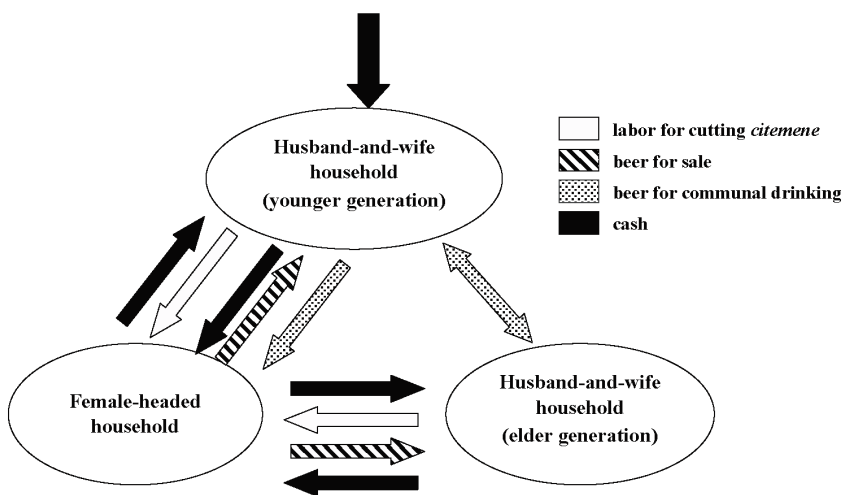 Husband-and-wife
household
(younger generation)
labor for cutting citemene
beer for sale
beer for communal drinking
cash
Female-headed
household
Husband-and-wife
household
(elder generation)